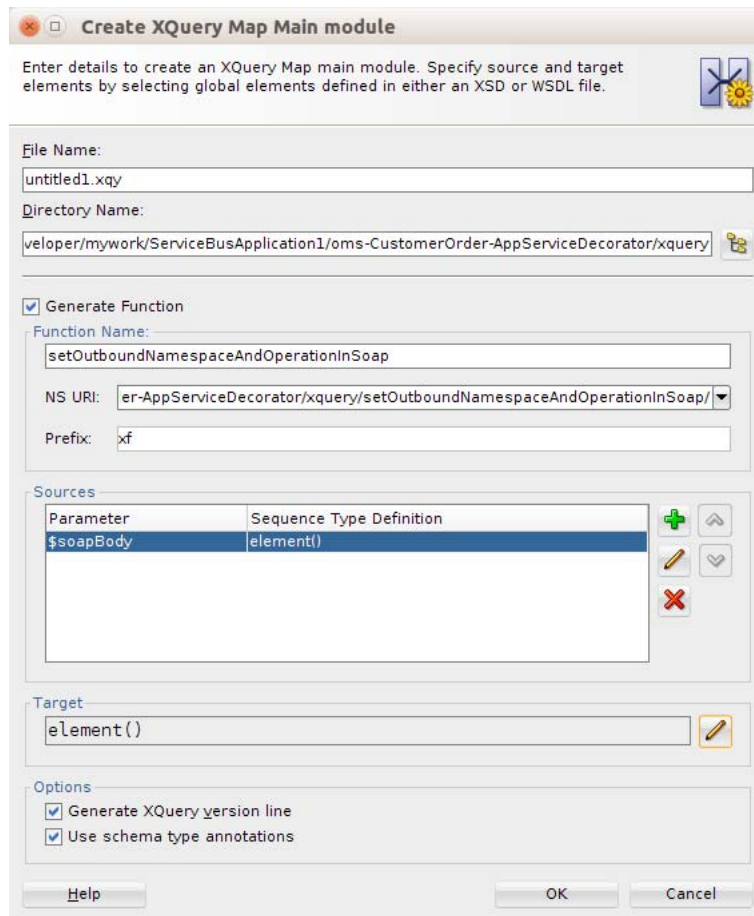 Create XQuery Map Main module
Enter details to create an XQuery Map main module. Specify source and target
elements by selecting global elements defined in either an XSD or WSDL file.
File Name:
untitled1.xqy
Directory Name:
veloper/mywork/ServiceBusApplication1/oms-CustomerOrder-AppServiceDecorator/xquery
Generate Function
Function Name:
setOutboundNamespaceAndOperationInSoap
NS URI: er-AppServiceDecorator/xquery/setOutboundNamespaceAndOperationInSoap/
Prefix: xf
Sources
Parameter Sequence Type Definition
$soapBody element()
Target
element()
Options
Generate XQuery version line
Use schema type annotations
Help OK Cancel